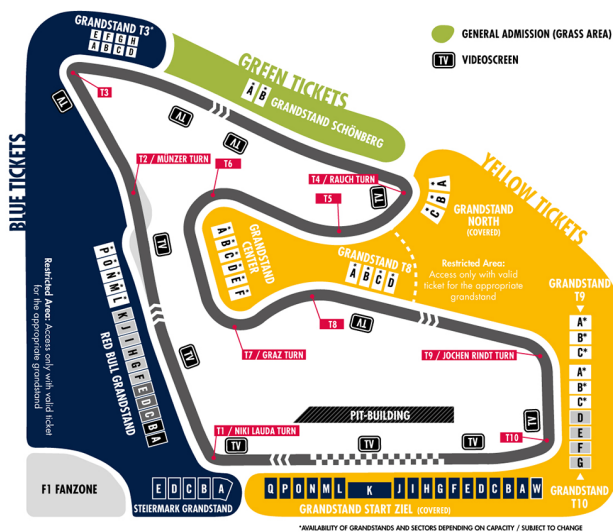 GRANDSTAND T3*
E F G H
A B C D
GENERAL ADMISSION (GRASS AREA)
TV VIDEOSCREEN
GREEN TICKETS
A B GRANDSTAND SCHÖNBERG
BLUE TICKETS
YELLOW TICKETS
TV
T3
TV
TV
T2 / MÜNZER TURN
T6
T4 / RAUCH TURN
TV
T5
C B A
GRANDSTAND
NORTH
(COVERED)
TV
A B C D E F
GRANDSTAND
CENTER
GRANDSTAND T8*
A B C D
Restricted Area:
Access only with valid
ticket for the appropriate
grandstand
Restricted Area: Access only with valid ticket
for the appropriate grandstand
P O N M L K J I H G F E D C B A
RED BULL GRANDSTAND
GRANDSTAND
T9
A*
B*
C*
A*
B*
C*
D
E
F
G
GRANDSTAND
T10
T8
TV
T7 / GRAZ TURN
T9 / JOCHEN RINDT TURN
TV
PIT-BUILDING
T1 / NIKI LAUDA TURN
TV
TV
TV
TV
T10
F1 FANZONE
E D C B A
STEIERMARK GRANDSTAND
Q P O N M L K J I H G F E D C B A W
GRANDSTAND START ZIEL (COVERED)
*AVAILABILITY OF GRANDSTANDS AND SECTORS DEPENDING ON CAPACITY / SUBJECT TO CHANGE